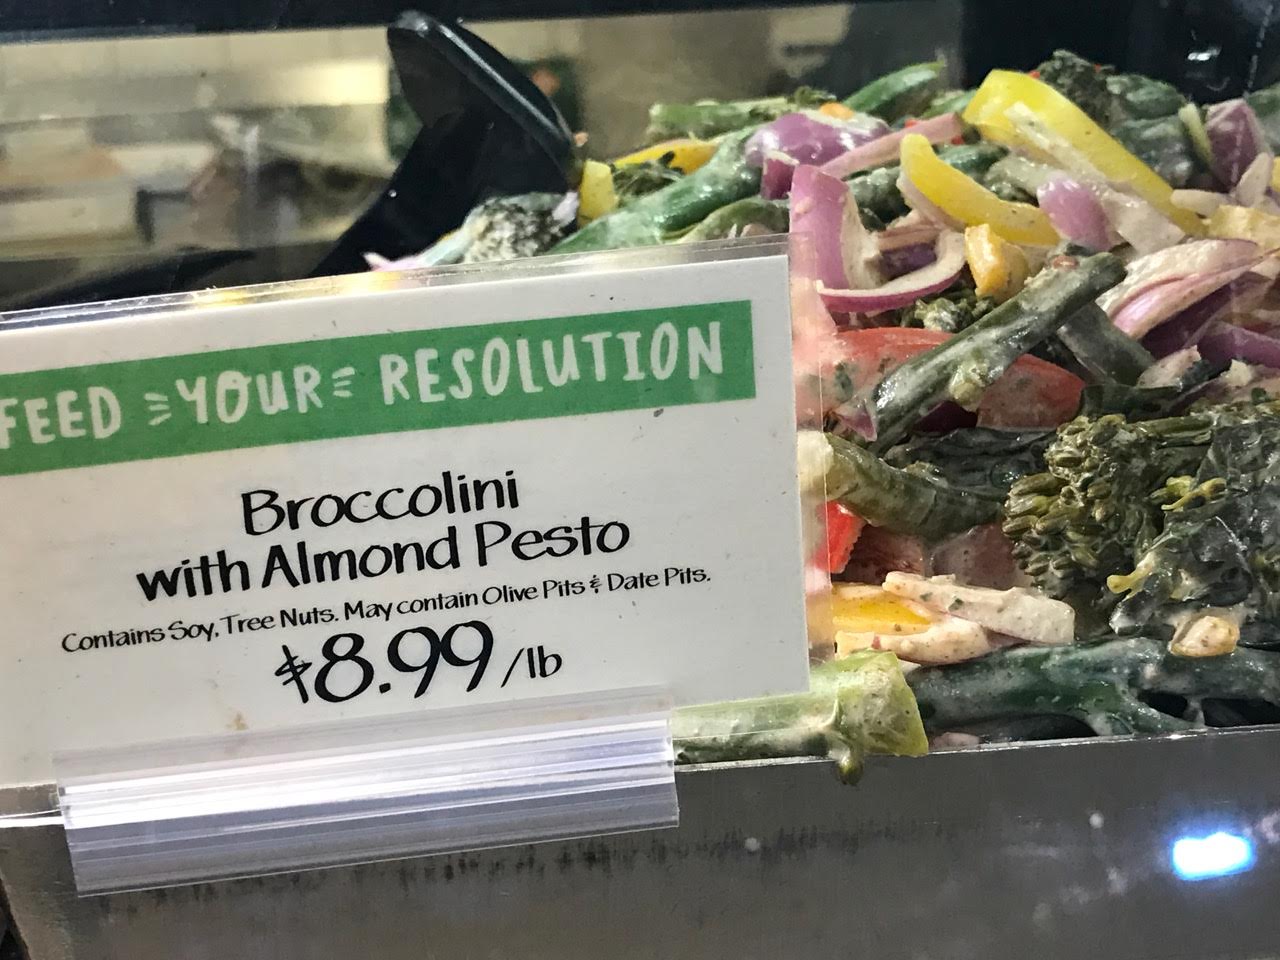 FEED YOUR RESOLUTION
Broccolini
with Almond Pesto
Contains Soy, Tree Nuts. May contain Olive Pits & Date Pits.
$8.99/lb